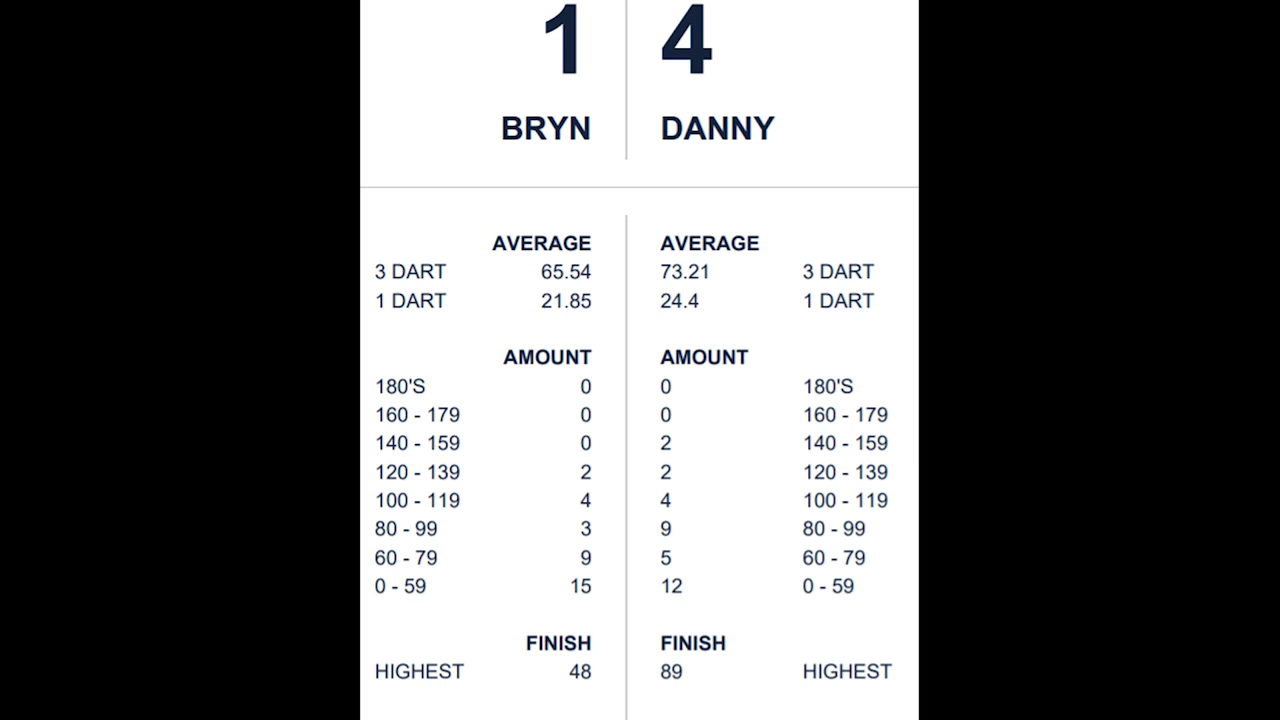 1 4
BRYN DANNY
AVERAGE AVERAGE
3 DART 65.54 73.21 3 DART
1 DART 21.85 24.4 1 DART
AMOUNT AMOUNT
180'S 0 0 180'S
160 - 179 0 0 160 - 179
140 - 159 0 2 140 - 159
120 - 139 2 2 120 - 139
100 - 119 4 4 100 - 119
80 - 99 3 9 80 - 99
60 - 79 9 5 60 - 79
0 - 59 15 12 0 - 59
FINISH FINISH
HIGHEST 48 89 HIGHEST